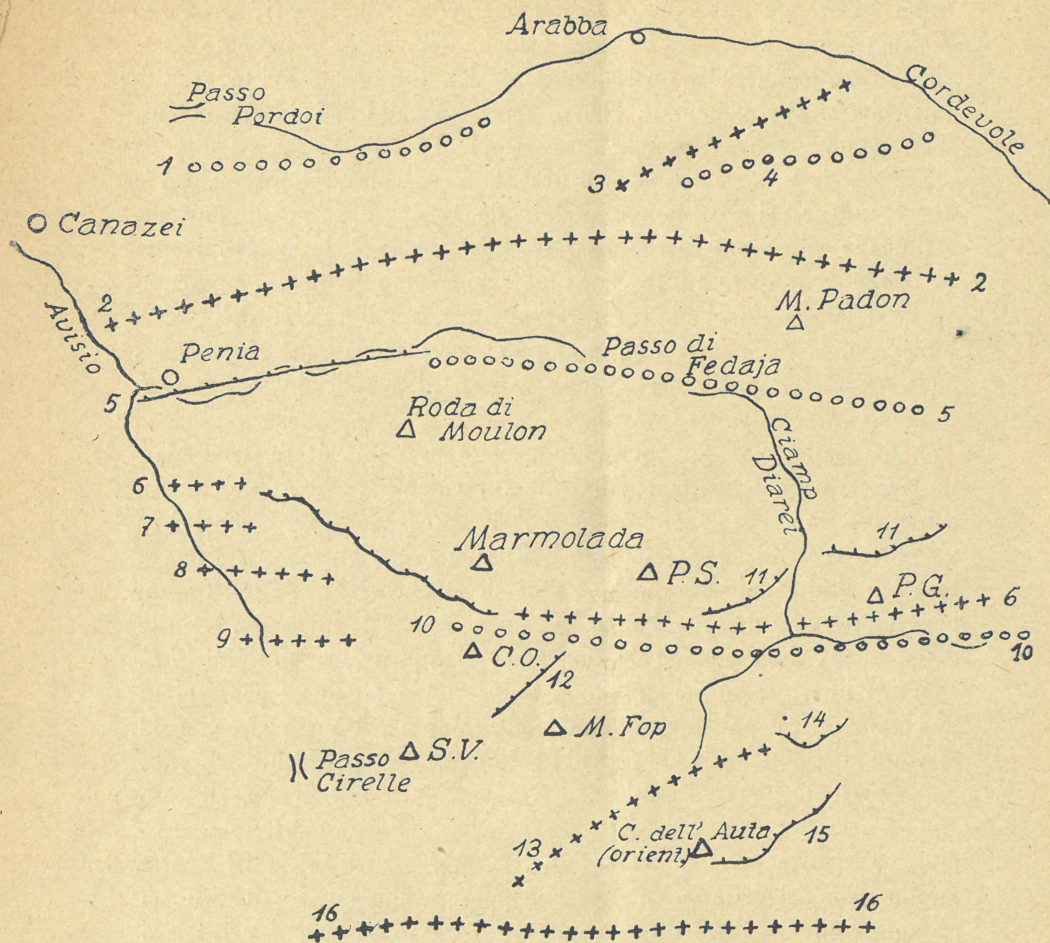 Arabba
Cordevole
Passo
Pordoi
1
3
4
Canazei
2
2
M. Padon
Avisio
Penia
Passo di
Fedaja
5
5
Roda di
Moulon
Ciamp
Diarei
6
7
Marmolada
11
8
P.S.
11
P.G.
6
9
10
C.O.
10
12
M. Fop
14
Passo
Cirelle
S.V.
13
C. dell' Auta
(orient.)
15
16
16